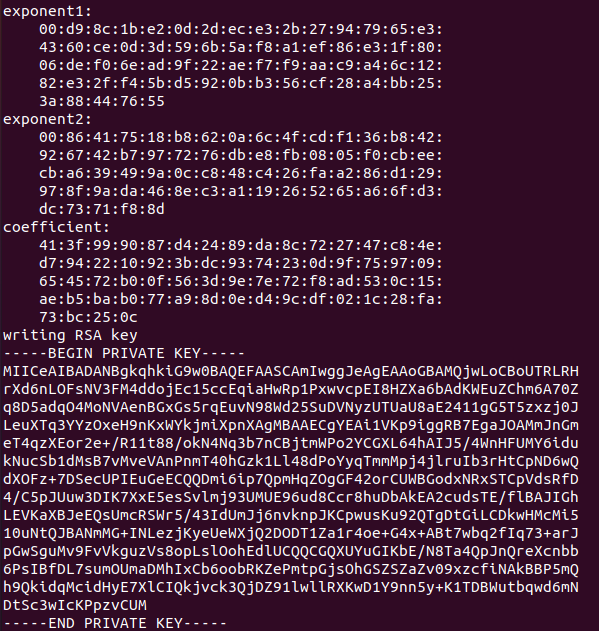 exponent1:
00:d9:8c:1b:e2:0d:2d:ec:e3:2b:27:94:79:65:e3:
43:60:ce:0d:3d:59:6b:5a:f8:a1:ef:86:e3:1f:80:
06:de:f0:6e:ad:9f:22:ae:f7:f9:aa:c9:a4:6c:12:
82:e3:2f:f4:5b:d5:92:0b:b3:56:cf:28:a4:bb:25:
3a:88:44:76:55
exponent2:
00:86:41:75:18:b8:62:0a:6c:4f:cd:f1:36:b8:42:
92:67:42:b7:97:72:76:db:e8:fb:08:05:f0:cb:ee:
cb:a6:39:49:9a:0c:c8:48:c4:26:fa:a2:86:d1:29:
97:8f:9a:da:46:8e:c3:a1:19:26:52:65:a6:6f:d3:
dc:73:71:f8:8d
coefficient:
41:3f:99:90:87:d4:24:89:da:8c:72:27:47:c8:4e:
d7:94:22:10:92:3b:dc:93:74:23:0d:9f:75:97:09:
65:45:72:b0:0f:56:3d:9e:7e:72:f8:ad:53:0c:15:
ae:b5:ba:b0:77:a9:8d:0e:d4:9c:df:02:1c:28:fa:
73:bc:25:0c
writing RSA key
-----BEGIN PRIVATE KEY-----
MIICeAIBADANBgkqhkiG9w0BAQEFAASCAmIwggJeAgEAAoGBAMQjwLoCBoUTRLRH
rXd6nLOFsNV3FM4ddojEc15ccEqiaHwRp1PxwvcpEI8HZXa6bAdKWEuZChm6A70Z
q8D5adqO4MoNVAenBGxGs5rqEuvN98Wd25SuDVNyzUTUaU8aE2411gG5T5zxzj0J
LeuXTq3YYzOxeH9nKxWYkjmiXpnXAgMBAAECgYEAi1VKp9iggRB7EgaJOAMmJnGm
eT4qzXEor2e+/R11t88/okN4Nq3b7nCBjtmWPo2YCGXL64hAIJ5/4WnHFUMY6idu
kNucSb1dMsB7vMveVAnPnmT40hGzk1Ll48dPoYyqTmmMpj4jlruIb3rHtCpND6wQ
dXOFz+7DSecUPIEuGeECQQDmi6ip7QpmHqZOgGF42orCUWBGodxNRxSTCpVdsRfD
4/C5pJUuw3DIK7XxE5esSvlmj93UMUE96ud8Ccr8huDbAkEA2cudsTE/flBAJIGh
LEVKaXBJeEQsUmcRSWr5/43IdUmJj6nvknpJKCpwusKu92QTgDtGiLCDkwHMcMi5
10uNtQJBANmMG+INLezjKyeUeWXjQ2DODT1Za1r4oe+G4x+ABt7wbq2fIq73+arJ
pGwSguMv9FvVkguzVs8opLslOohEdlUCQQCGQXUYuGIKbE/N8Ta4QpJnQreXcnbb
6PsIBfDL7sumOUmaDMhIxCb6oobRKZePmtpGjsOhGSZSZaZv09xzcfiNAkBBP5mQ
h9QkidqMcidHyE7XlCIQkjvck3QjDZ91lwllRXKwD1Y9nn5y+K1TDBWutbqwd6mN
DtSc3wIcKPpzvCUM
-----END PRIVATE KEY-----